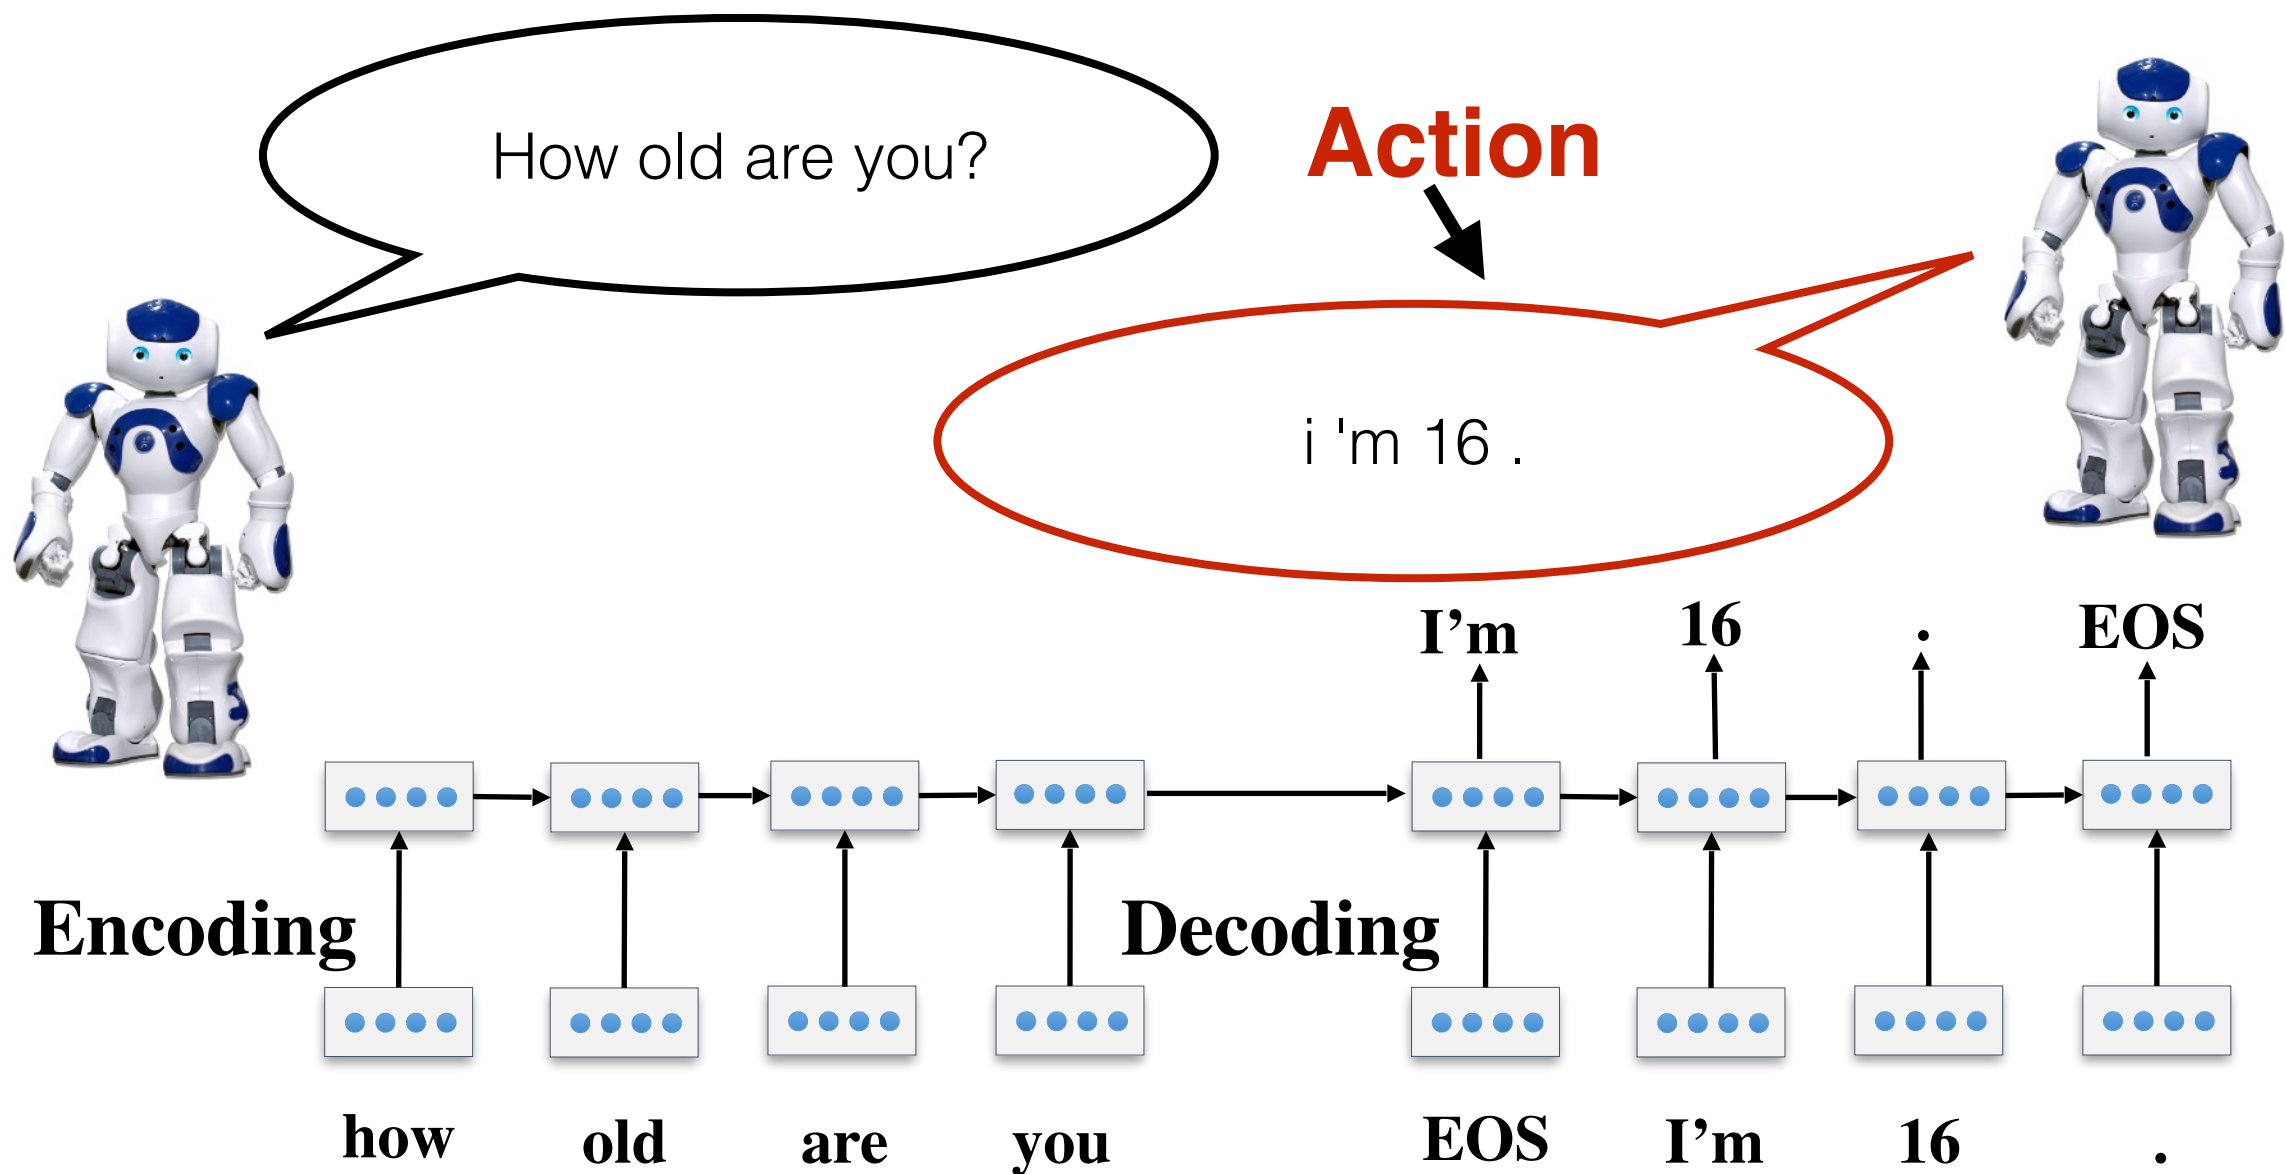 How old are you?
Action
i 'm 16 .
I’m 16 . EOS
Encoding Decoding
how old are you EOS I’m 16 .